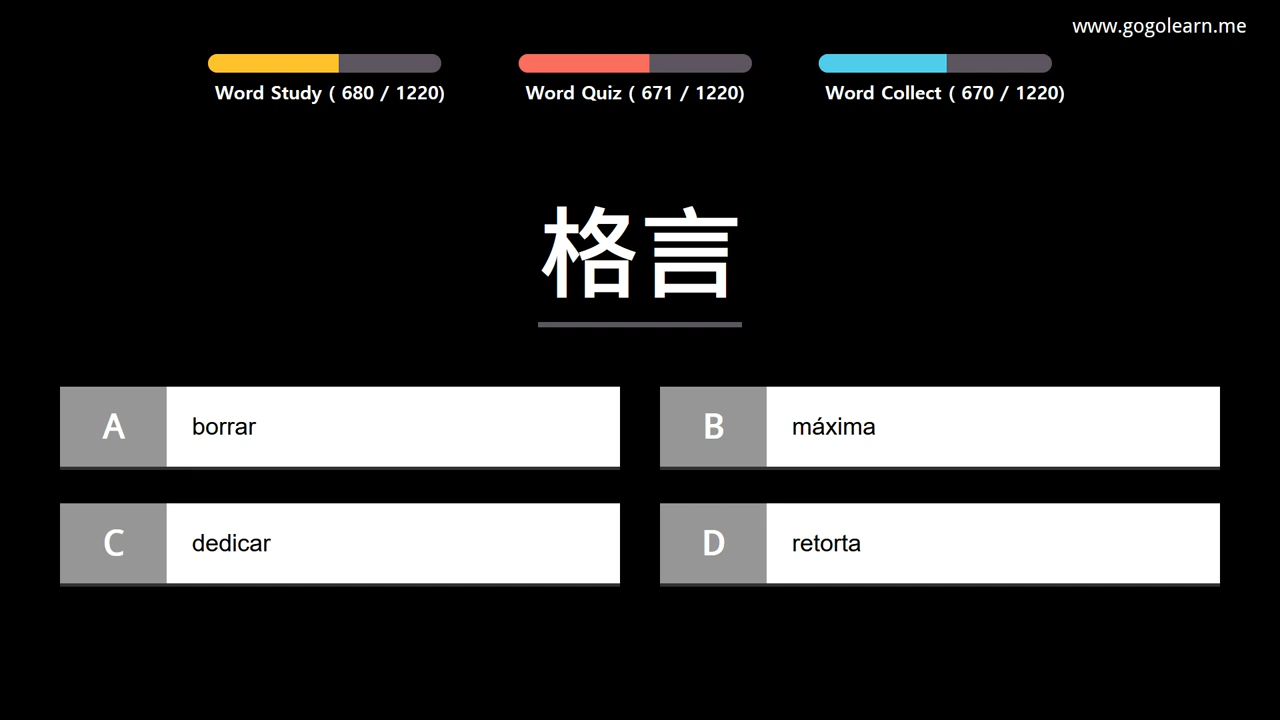 www.gogolearn.me
Word Study ( 680 / 1220)
Word Quiz ( 671 / 1220)
Word Collect ( 670 / 1220)
格言
A borrar
B máxima
C dedicar
D retorta